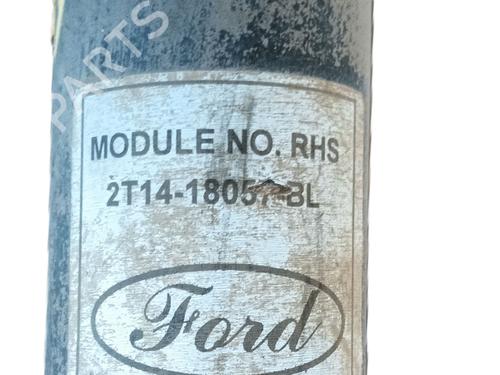 PARTS
MODULE NO. RHS
2T14-18057-BL
Ford